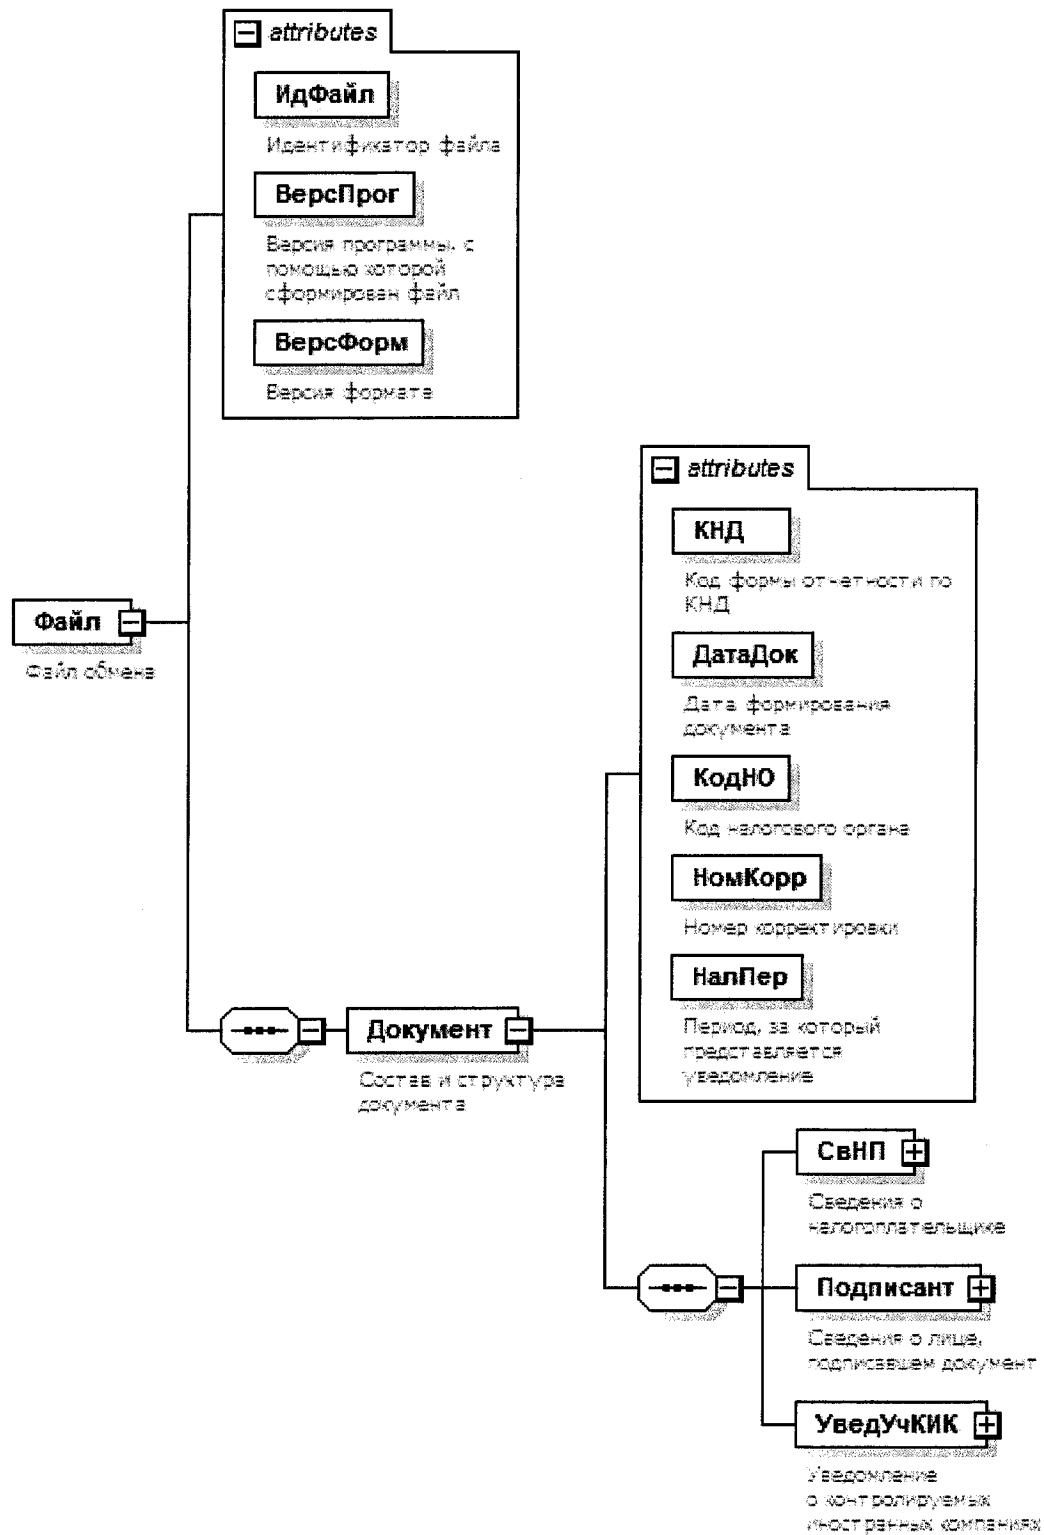 attributes
ИдФайл
Идентификатор файла
ВерсПрог
Версия программы, с
помощью которой
сформирован файл
ВерсФорм
Версия формата
attributes
КНД
Код формы отчетности по
КНД
Файл
Файл обмена
ДатаДок
Дата формирования
документа
КодНО
Код налогового органа
НомКорр
Номер корректировки
НалПер
Период, за который
представляется
уведомление
Документ
Состав и структура
документа
СвНП
Сведения о
налогоплательщике
Подписант
Сведения о лице,
подписавшем документ
УведУчКИК
Уведомление
о контролируемых
иностранных компаниях